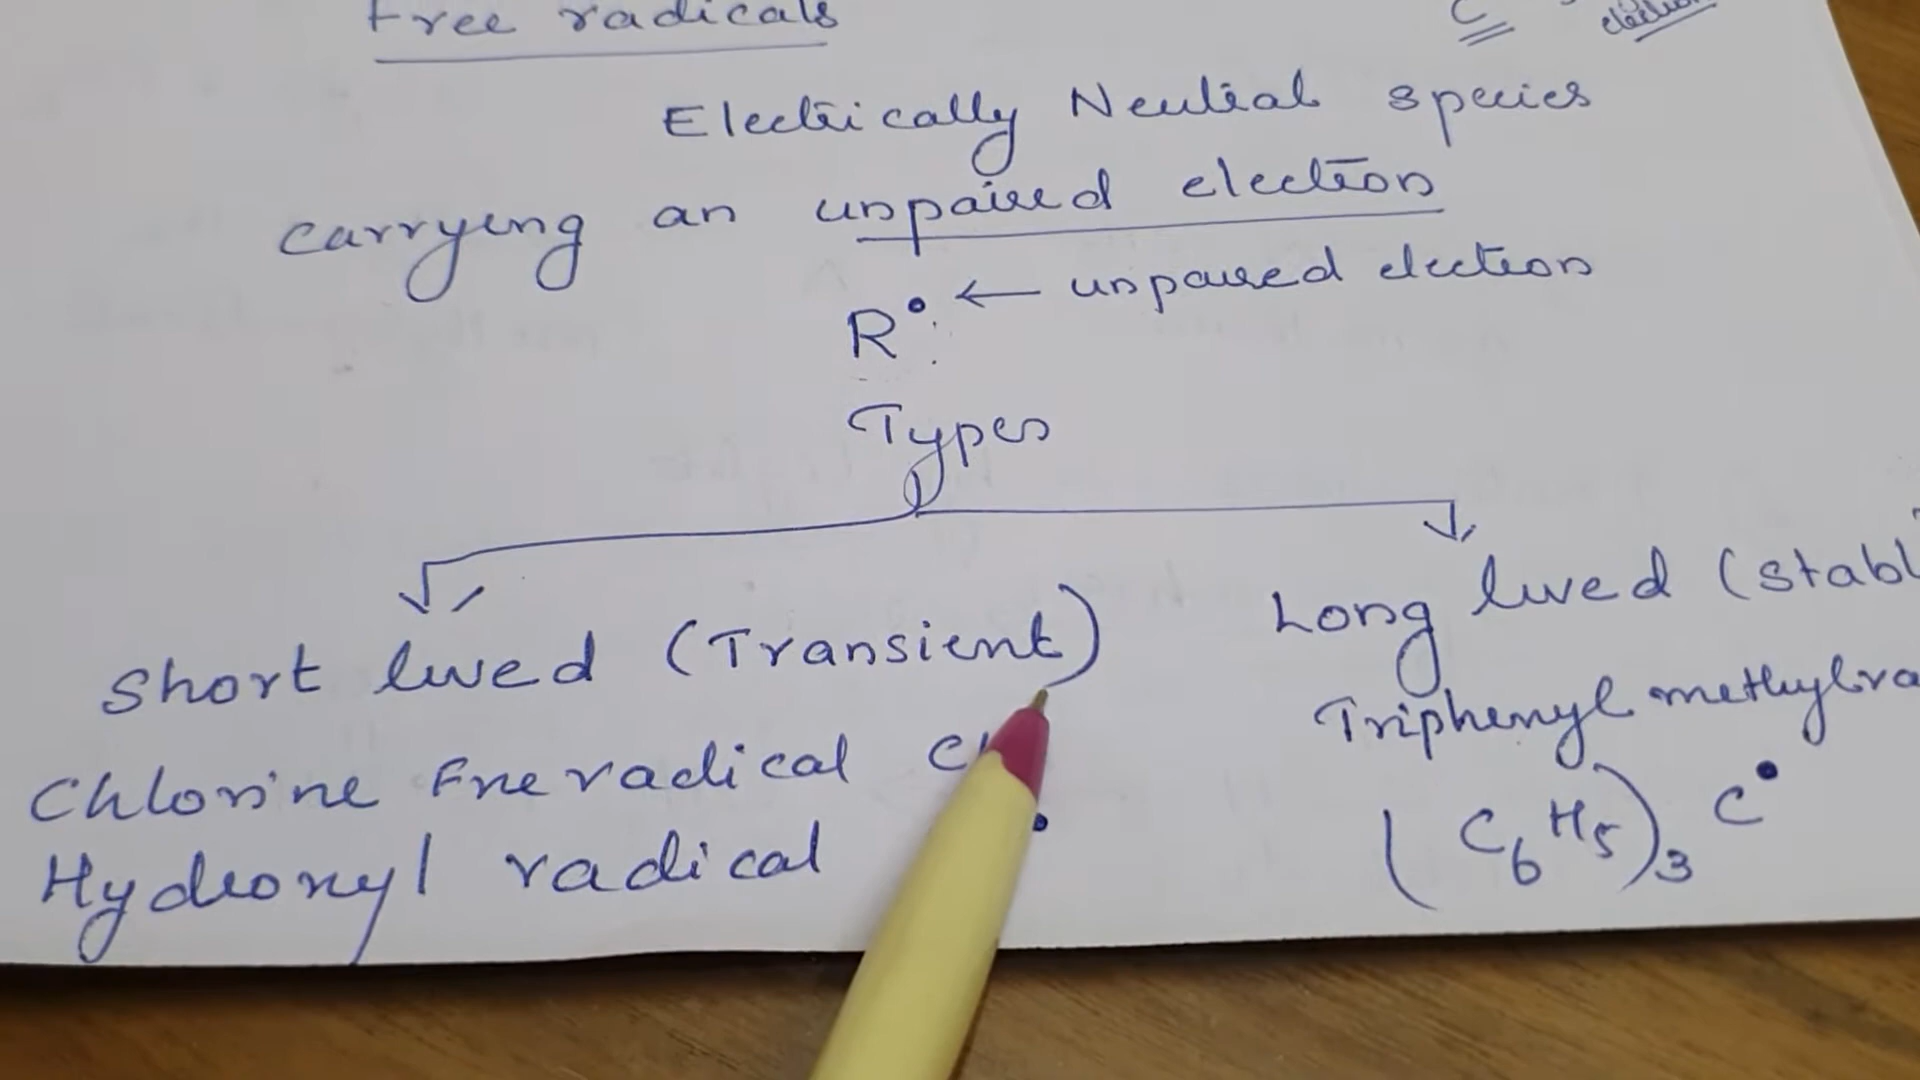 Free radicals
electron
Electrically Neutral species
carrying an unpaired electron
R• ← unpaired electron
Types
Short lived (Transient)
Long lived (stabl
Chlorine Free radical
Triphenyl methylra
Hydroxyl radical
(C6H5)3 C•